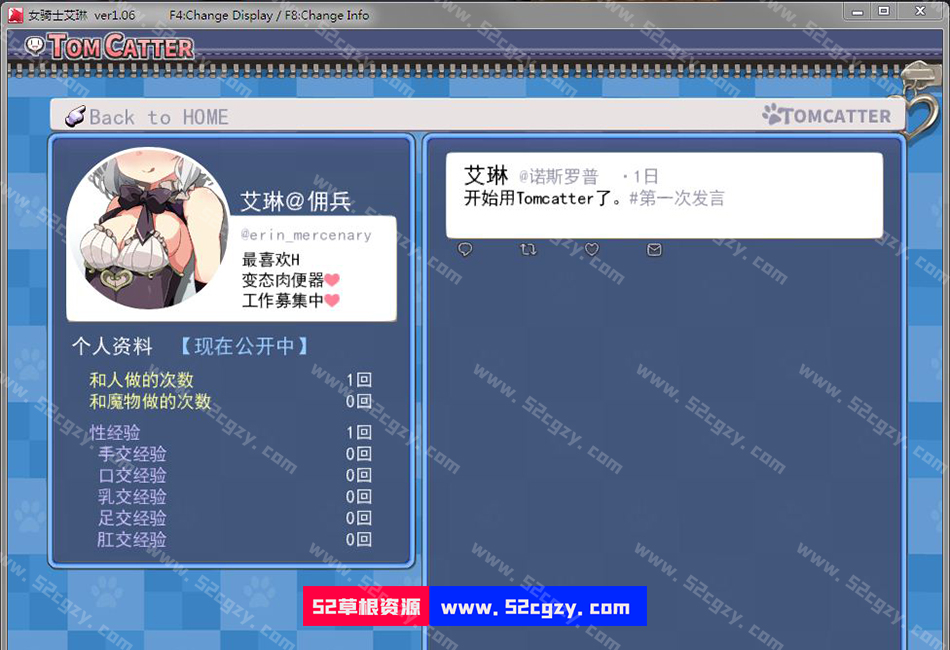 女骑士艾琳 ver1.06 F4:Change Display / F8:Change Info
TOM CATTER
Back to HOME
TOMCATTER
艾琳@佣兵
@erin_mercenary
最喜欢H
变态肉便器❤
工作募集中❤
个人资料 【现在公开中】
和人做的次数 1回
和魔物做的次数 0回
性经验 1回
手交经验 0回
口交经验 0回
乳交经验 0回
足交经验 0回
肛交经验 0回
艾琳 @诺斯罗普 ・1日
开始用Tomcatter了。#第一次发言
52草根资源 www.52cgzy.com